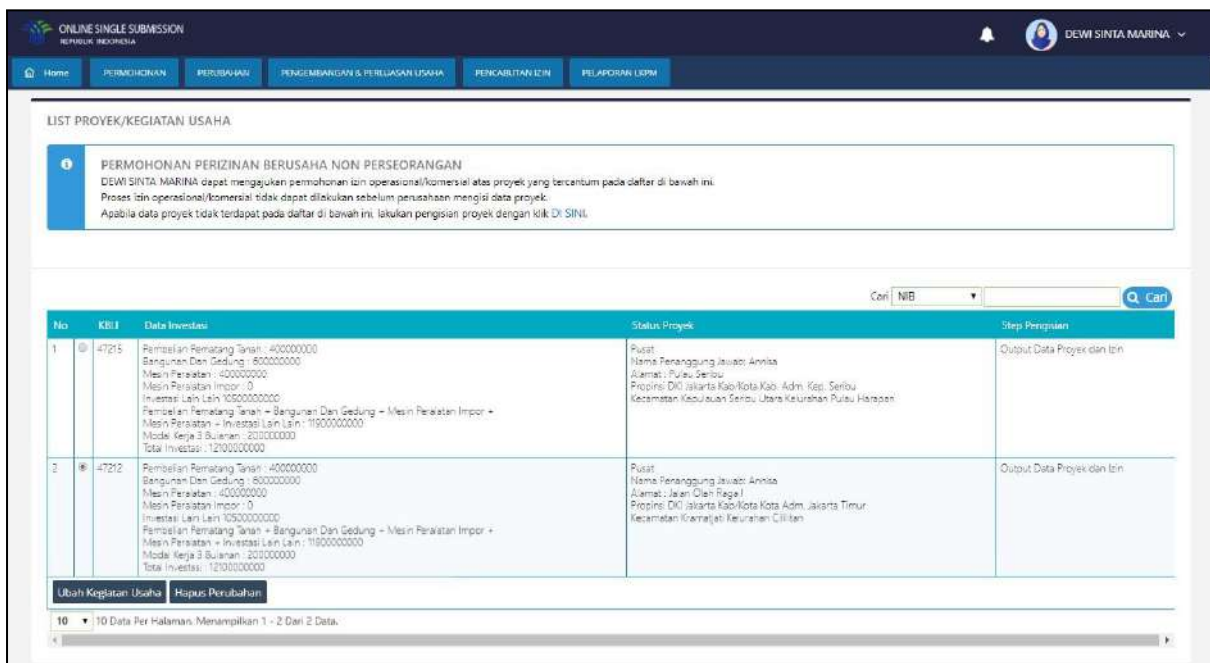 ONLINE SINGLE SUBMISSION
REPUBLIK INDONESIA
DEWI SINTA MARINA
Home PERMOHONAN PERUBAHAN PENGEMBANGAN & PERLUASAN USAHA PENCABUTAN IZIN PELAPORAN LKPM
LIST PROYEK/KEGIATAN USAHA
PERMOHONAN PERIZINAN BERUSAHA NON PERSEORANGAN
DEWI SINTA MARINA dapat mengajukan permohonan izin operasional/komersial atas proyek yang tercantum pada daftar di bawah ini.
Proses izin operasional/komersial tidak dapat dilakukan sebelum perusahaan mengisi data proyek.
Apabila data proyek tidak terdapat pada daftar di bawah ini, lakukan pengisian proyek dengan klik DI SINI.
Cari NIB Cari
No KBLI Data Investasi Status Proyek Step Pengisian
1 47215
Pembelian Pematang Tanah : 400000000
Bangunan Dan Gedung : 600000000
Mesin Peralatan : 400000000
Mesin Peralatan Impor : 0
Investasi Lain Lain 10500000000
Pembelian Pematang Tanah + Bangunan Dan Gedung + Mesin Peralatan Impor +
Mesin Peralatan + Investasi Lain Lain : 11900000000
Modal Kerja 3 Bulanan : 200000000
Total Investasi : 12100000000
Pusat
Nama Penanggung Jawab: Annisa
Alamat : Pulau Seribu
Propinsi DKI Jakarta Kab/Kota Kab. Adm. Kep. Seribu
Kecamatan Kepulauan Seribu Utara Kelurahan Pulau Harapan
Output Data Proyek dan Izin
2 47212
Pembelian Pematang Tanah : 400000000
Bangunan Dan Gedung : 600000000
Mesin Peralatan : 400000000
Mesin Peralatan Impor : 0
Investasi Lain Lain 10500000000
Pembelian Pematang Tanah + Bangunan Dan Gedung + Mesin Peralatan Impor +
Mesin Peralatan + Investasi Lain Lain : 11900000000
Modal Kerja 3 Bulanan : 200000000
Total Investasi : 12100000000
Pusat
Nama Penanggung Jawab: Annisa
Alamat : Jalan Olah Raga I
Propinsi DKI Jakarta Kab/Kota Kota Adm. Jakarta Timur
Kecamatan Kramatjati Kelurahan Cililitan
Output Data Proyek dan Izin
Ubah Kegiatan Usaha Hapus Perubahan
10 10 Data Per Halaman. Menampilkan 1 - 2 Dari 2 Data.